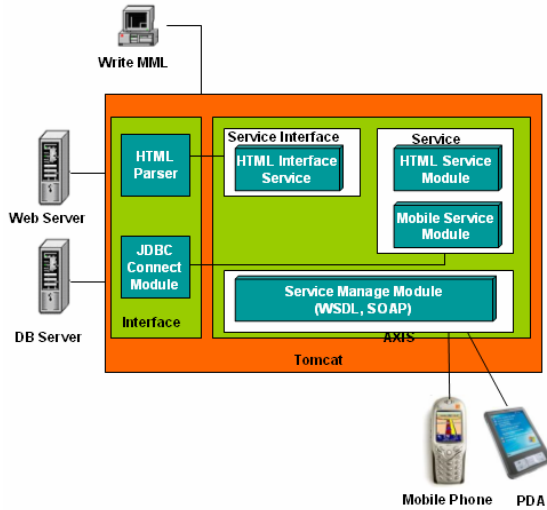 Write MML
Web Server
DB Server
HTML
Parser
JDBC
Connect
Module
Interface
Service Interface
HTML Interface
Service
Service
HTML Service
Module
Mobile Service
Module
Service Manage Module
(WSDL, SOAP)
AXIS
Tomcat
Mobile Phone
PDA